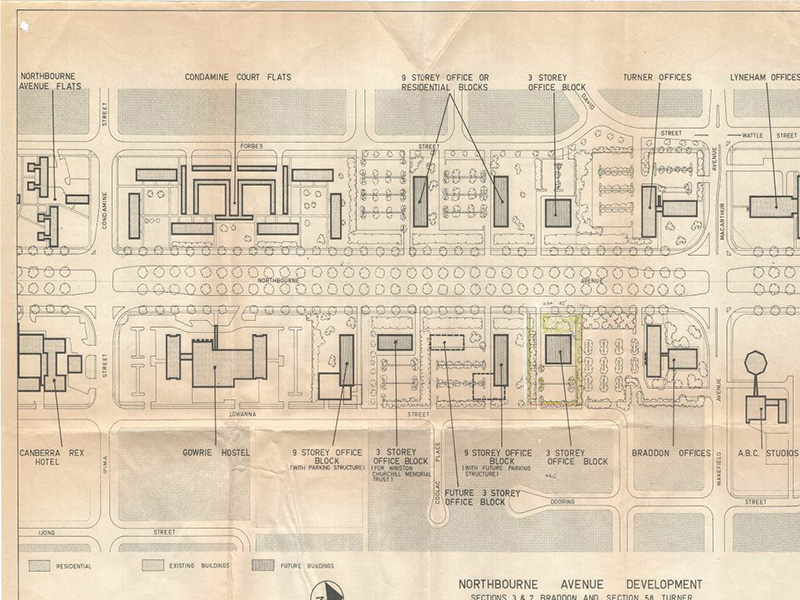 NORTHBOURNE
AVENUE FLATS
CONDAMINE COURT FLATS
9 STOREY OFFICE OR
RESIDENTIAL BLOCKS
3 STOREY
OFFICE BLOCK
TURNER OFFICES
LYNEHAM OFFICES
DAVID
STREET
FORBES
STREET
STREET
WATTLE STREET
AVENUE
CONDAMINE
MACARTHUR
NORTHBOURNE
AVENUE
STREET
AVENUE
LOWANNA
STREET
CANBERRA REX
HOTEL
GOWRIE HOSTEL
9 STOREY OFFICE
BLOCK
(WITH PARKING STRUCTURE)
3 STOREY
OFFICE BLOCK
(FOR WINSTON
CHURCHILL MEMORIAL
TRUST)
PLACE
COOLAC
9 STOREY OFFICE
BLOCK
(WITH FUTURE PARKING
STRUCTURE)
3 STOREY
OFFICE BLOCK
BRADDON OFFICES
A.B.C. STUDIOS
IPIMA
WAKEFIELD
FUTURE 3 STOREY
OFFICE BLOCK
DOORING
STREET
IJONG
STREET
RESIDENTIAL
EXISTING BUILDINGS
FUTURE BUILDINGS
NORTHBOURNE AVENUE DEVELOPMENT
SECTIONS 3 & 7 BRADDON AND SECTION 58 TURNER